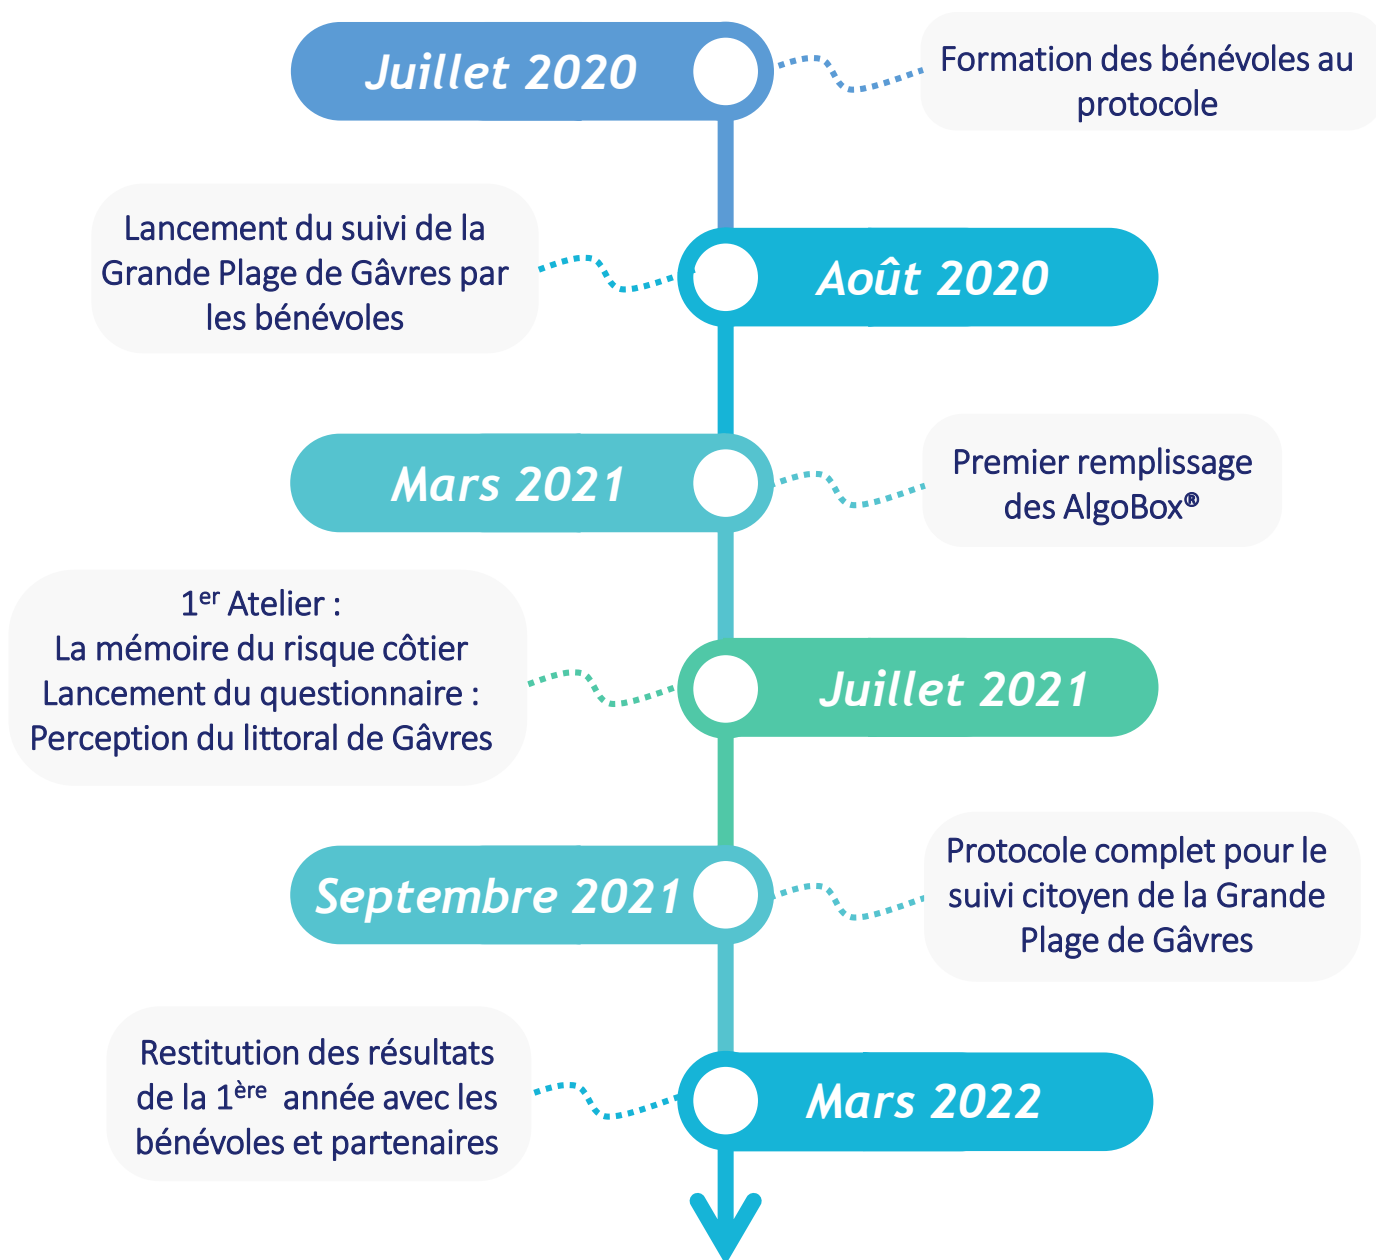 Juillet 2020
Formation des bénévoles au
protocole
Lancement du suivi de la
Grande Plage de Gâvres par
les bénévoles
Août 2020
Mars 2021
Premier remplissage
des AlgoBox®
1er Atelier :
La mémoire du risque côtier
Lancement du questionnaire :
Perception du littoral de Gâvres
Juillet 2021
Septembre 2021
Protocole complet pour le
suivi citoyen de la Grande
Plage de Gâvres
Restitution des résultats
de la 1ère année avec les
bénévoles et partenaires
Mars 2022